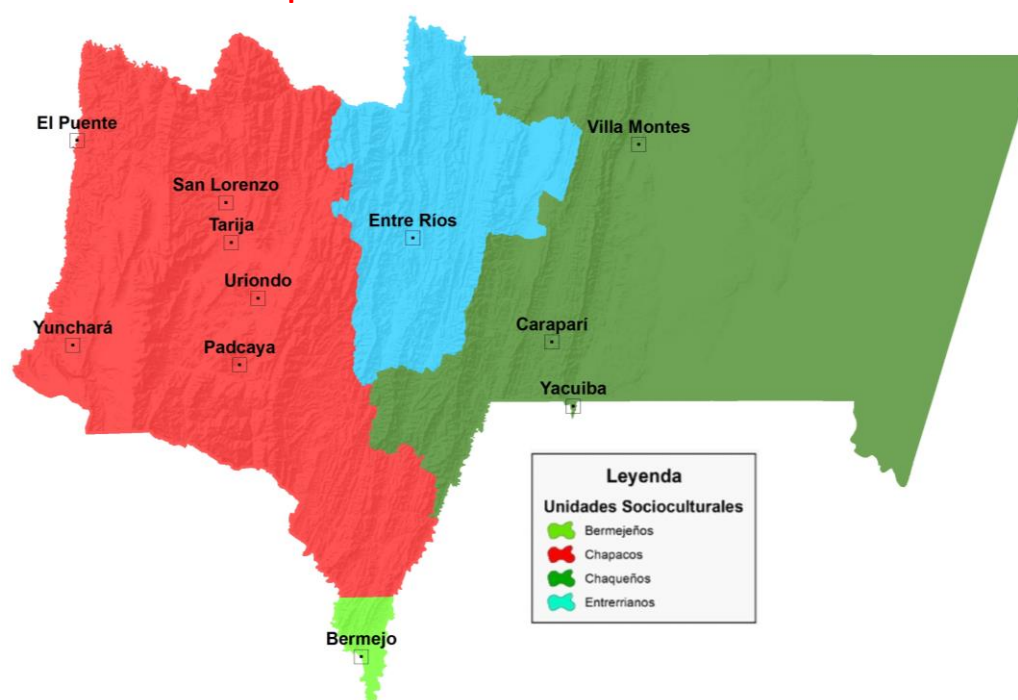 El Puente
Villa Montes
San Lorenzo
Tarija
Entre Ríos
Uriondo
Yunchará
Caraparí
Padcaya
Yacuiba
Leyenda
Unidades Socioculturales
Bermejeños
Chapacos
Chaqueños
Entrerrianos
Bermejo